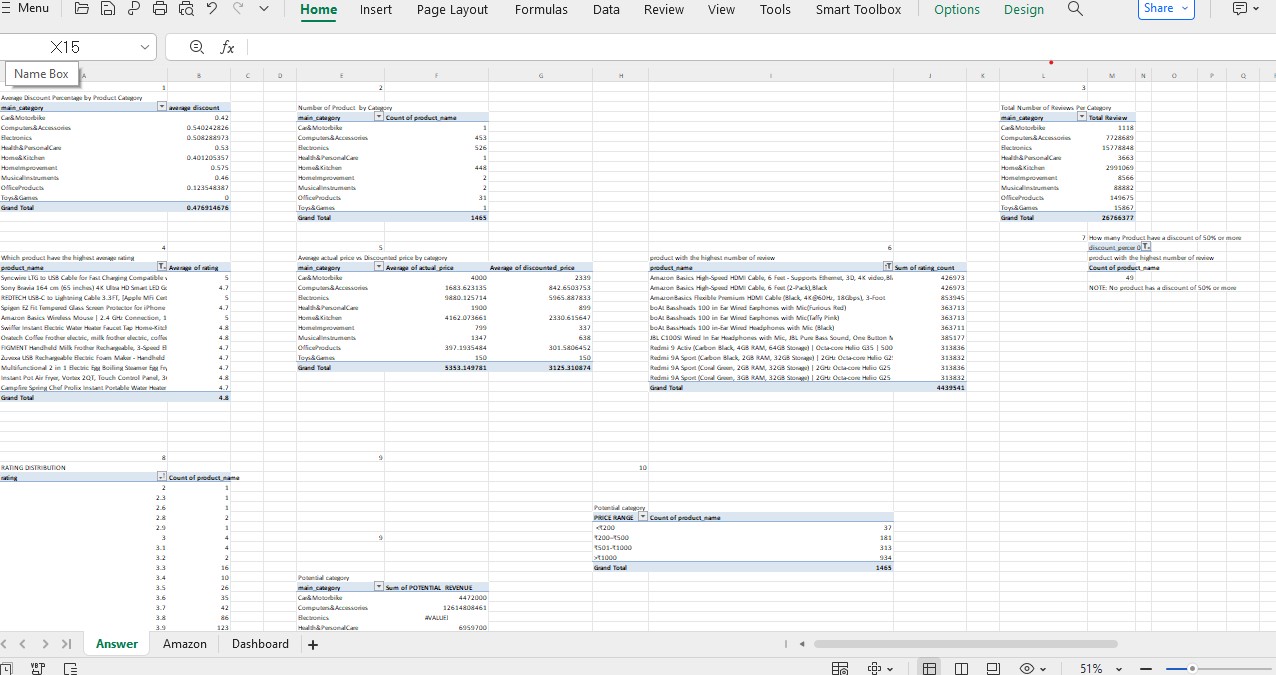 Menu Home Insert Page Layout Formulas Data Review View Tools Smart Toolbox Options Design Share
X15 fx
Name Box
A B C D E F G H I J K L M N O P Q
1 2 3
Average Discount Percentage by Product Category
main_category average discount Number of Product by Category Total Number of Reviews Per Category
Car&Motorbike 0.42 main_category Count of product_name main_category Total Review
Computers&Accessories 0.540242826 Car&Motorbike 1 Car&Motorbike 1118
Electronics 0.508288973 Computers&Accessories 453 Computers&Accessories 7728689
Health&PersonalCare 0.53 Electronics 526 Electronics 15778848
Home&Kitchen 0.401205357 Health&PersonalCare 1 Health&PersonalCare 3663
HomeImprovement 0.575 Home&Kitchen 448 Home&Kitchen 2991069
MusicalInstruments 0.46 HomeImprovement 2 HomeImprovement 8566
OfficeProducts 0.123548387 MusicalInstruments 2 MusicalInstruments 88882
Toys&Games 0 OfficeProducts 31 OfficeProducts 149675
Grand Total 0.476914676 Toys&Games 1 Toys&Games 15867
Grand Total 1465 Grand Total 26766377
7 How many Product have a discount of 50% or more
4 5 6 discount_percer 0
Which product have the highest average rating Average actual price vs Discounted price by category product with the highest number of review product with the highest number of review
product_name Average of rating main_category Average of actual_price Average of discounted_price product_name Sum of rating_count Count of product_name
Syncwire LTG to USB Cable for Fast Charging Compatible 5 Car&Motorbike 4000 2339 Amazon Basics High-Speed HDMI Cable, 6 Feet - Supports Ethernet, 3D, 4K video,Bl 426973 49
Sony Bravia 164 cm (65 inches) 4K Ultra HD Smart LED Go 4.7 Computers&Accessories 1683.623135 842.6503753 Amazon Basics High-Speed HDMI Cable, 6 Feet (2-Pack),Black 426973 NOTE: No product has a discount of 50% or more
REDTECH USB-C to Lightning Cable 3.3FT, [Apple MFi Cert 5 Electronics 9880.125714 5965.887833 AmazonBasics Flexible Premium HDMI Cable (Black, 4K@60Hz, 18Gbps), 3-Foot 853945
Spigen EZ Fit Tempered Glass Screen Protector for iPhone 4.7 Health&PersonalCare 1900 899 boAt Bassheads 100 in Ear Wired Earphones with Mic(Furious Red) 363713
Amazon Basics Wireless Mouse | 2.4 GHz Connection, 1 5 Home&Kitchen 4162.073661 2330.615647 boAt BassHeads 100 in-Ear Wired Earphones with Mic(Taffy Pink) 363713
Swiffer Instant Electric Water Heater Faucet Tap Home-Kitch 4.8 HomeImprovement 799 337 boAt BassHeads 100 in-Ear Wired Headphones with Mic (Black) 363711
Oratech Coffee Frother electric, milk frother electric, coffee 4.8 MusicalInstruments 1347 638 JBL C100SI Wired In Ear Headphones with Mic, JBL Pure Bass Sound, One Button M 385177
FIGMENT Handheld Milk Frother Rechargeable, 3-Speed El 4.7 OfficeProducts 397.1935484 301.5806452 Redmi 9 Activ (Carbon Black, 4GB RAM, 64GB Storage) | Octa-core Helio G35 | 500 313836
Zuvexa USB Rechargeable Electric Foam Maker - Handheld 4.7 Toys&Games 150 150 Redmi 9A Sport (Carbon Black, 2GB RAM, 32GB Storage) | 2GHz Octa-core Helio G2 313832
Multifunctional 2 in 1 Electric Egg Boiling Steamer Egg Fry 4.7 Grand Total 5353.149781 3125.310874 Redmi 9A Sport (Coral Green, 2GB RAM, 32GB Storage) | 2GHz Octa-core Helio G25 313836
Instant Pot Air Fryer, Vortex 2QT, Touch Control Panel, 3 4.8 Redmi 9A Sport (Coral Green, 3GB RAM, 32GB Storage) | 2GHz Octa-core Helio G25 313832
Campfire Spring Chef Prolix Instant Portable Water Heater 4.7 Grand Total 4439541
Grand Total 4.8
8 9
RATING DISTRIBUTION 10
rating Count of product_name
2 1
2.3 1
2.6 1 Potential category
2.8 2 PRICE RANGE Count of product_name
2.9 1 <₹200 37
3 4 9 ₹200–₹500 181
3.1 4 ₹501-₹1000 313
3.2 2 >₹1000 934
3.3 16 Grand Total 1465
3.4 10 Potential category
3.5 26 main_category Sum of POTENTIAL REVENUE
3.6 35 Car&Motorbike 4472000
3.7 42 Computers&Accessories 12614808461
3.8 86 Electronics #VALUE!
3.9 123 Health&PersonalCare 6959700
Answer Amazon Dashboard +
51%